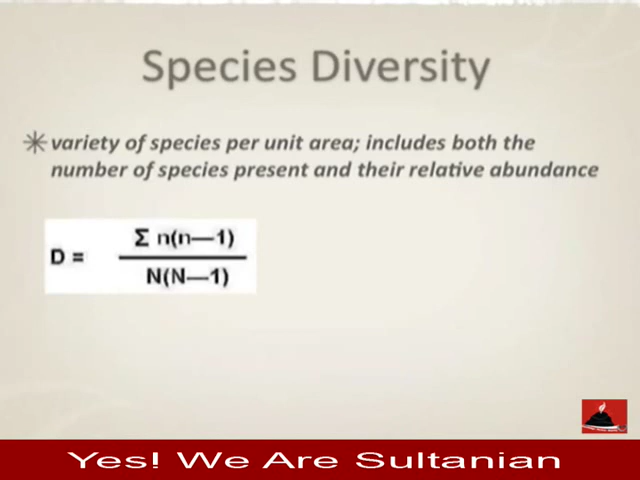 Species Diversity
variety of species per unit area; includes both the
number of species present and their relative abundance
Σ n(n—1)
D =
N(N—1)
Yes! We Are Sultanian